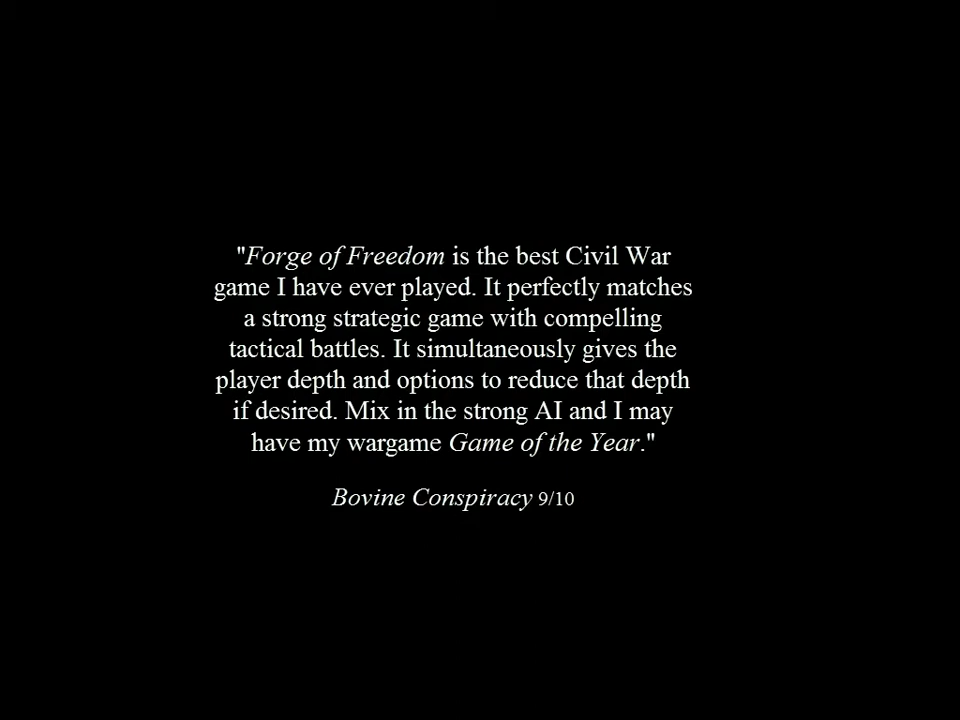 "Forge of Freedom is the best Civil War
game I have ever played. It perfectly matches
a strong strategic game with compelling
tactical battles. It simultaneously gives the
player depth and options to reduce that depth
if desired. Mix in the strong AI and I may
have my wargame Game of the Year."
Bovine Conspiracy 9/10